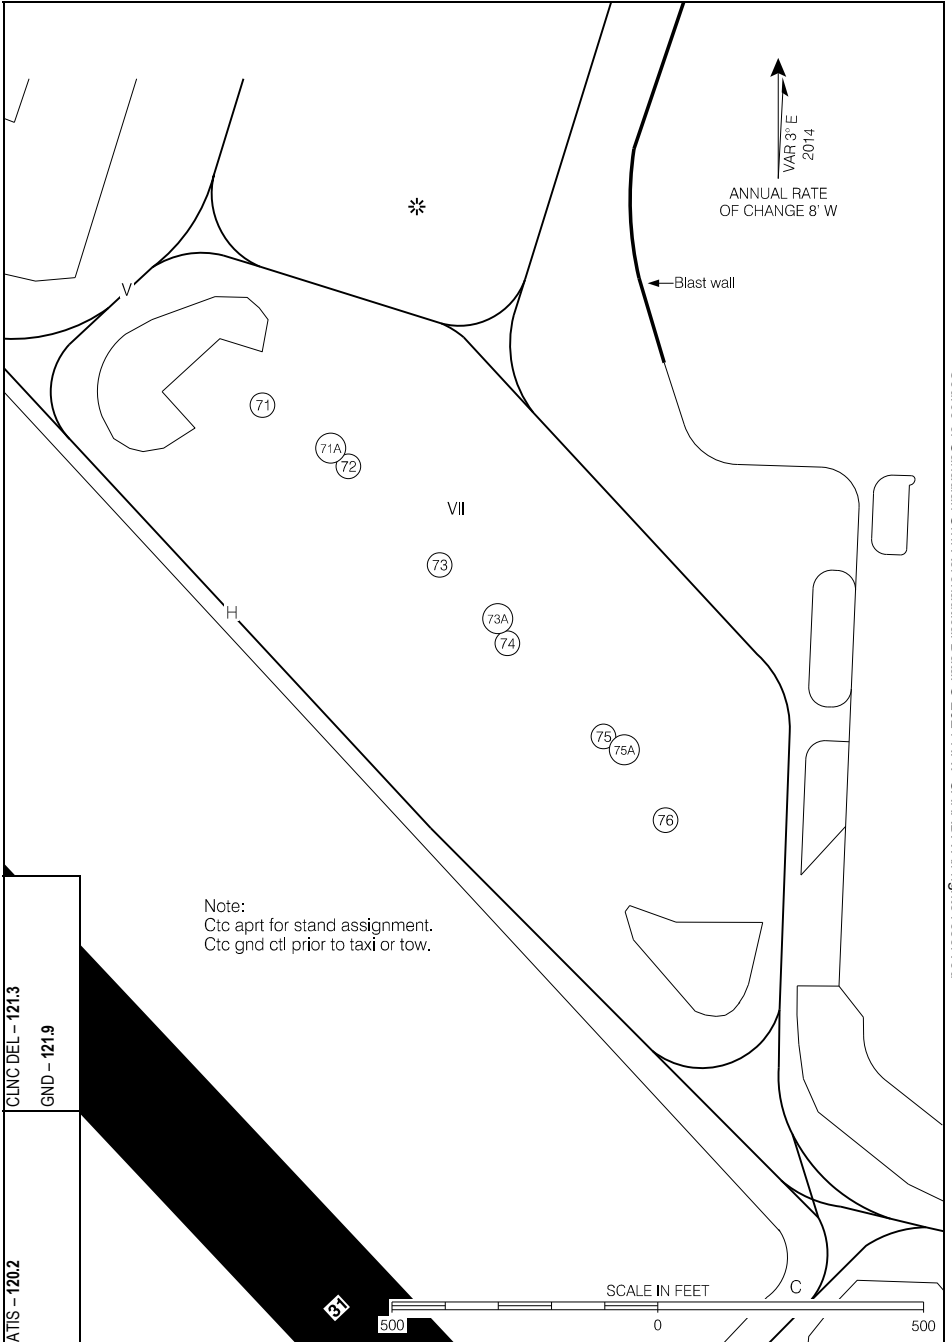 VAR 3° E
2014
ANNUAL RATE
OF CHANGE 8' W
Blast wall
V
71
71A
72
VII
73
H
73A
74
75
75A
76
Note:
Ctc aprt for stand assignment.
Ctc gnd ctl prior to taxi or tow.
CLNC DEL – 121.3
GND – 121.9
ATIS – 120.2
31
SCALE IN FEET
C
500
0
500